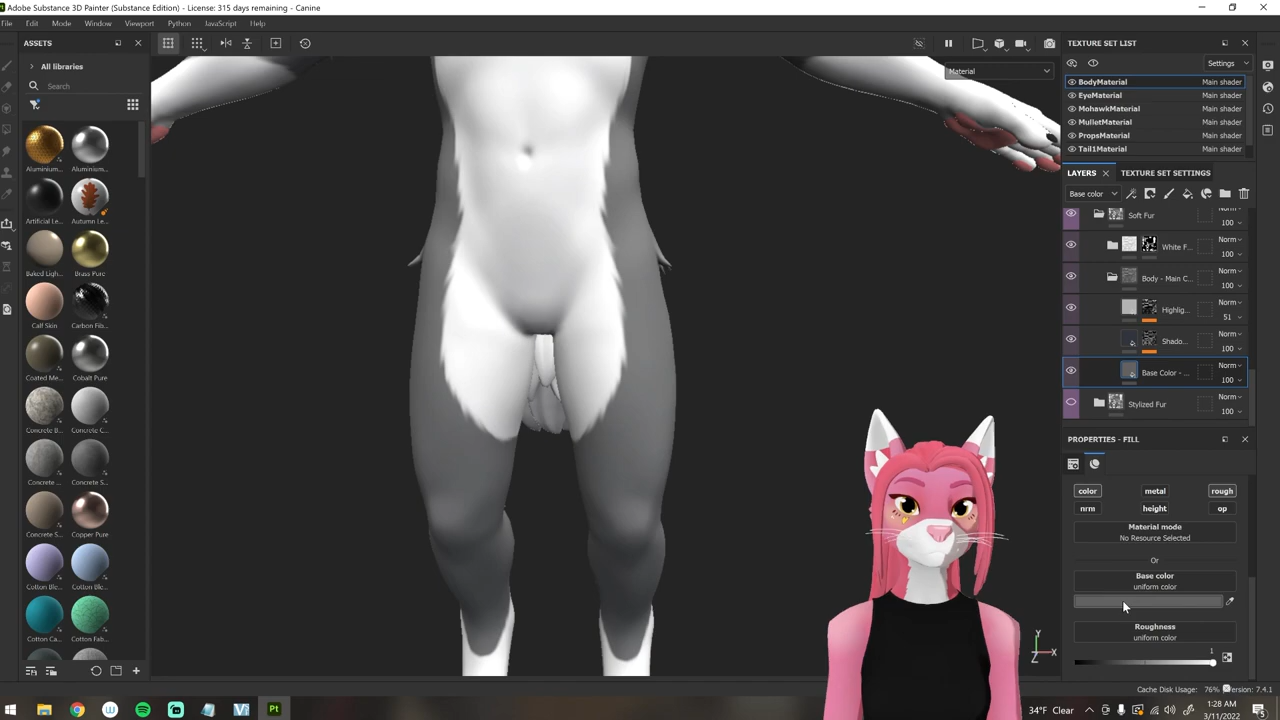 Adobe Substance 3D Painter (Substance Edition) - License: 315 days remaining - Canine
File Edit Mode Window Viewport Python JavaScript Help
ASSETS
All libraries
Search
Aluminium... Aluminium...
Artificial Le... Autumn Le...
Baked Ligh... Brass Pure
Calf Skin Carbon Fib...
Coated Me... Cobalt Pure
Concrete B... Concrete C...
Concrete ... Concrete S...
Concrete S... Copper Pure
Cotton Ble... Cotton Ble...
Cotton Ca... Cotton Fab...
Material
TEXTURE SET LIST
Settings
BodyMaterial Main shader
EyeMaterial Main shader
MohawkMaterial Main shader
MulletMaterial Main shader
PropsMaterial Main shader
Tail1Material Main shader
LAYERS TEXTURE SET SETTINGS
Base color
Soft Fur Norm
100
White F... Norm
100
Body - Main C... Norm
100
Highlig... Norm
51
Shado... Norm
100
Base Color - ... Norm
100
Stylized Fur Norm
100
PROPERTIES - FILL
color metal rough
nrm height op
Material mode
No Resource Selected
Or
Base color
uniform color
Roughness
uniform color
1
Y
Z X
Cache Disk Usage: 76% Version: 7.4.1
Pt
34°F Clear
1:28 AM
3/11/2022